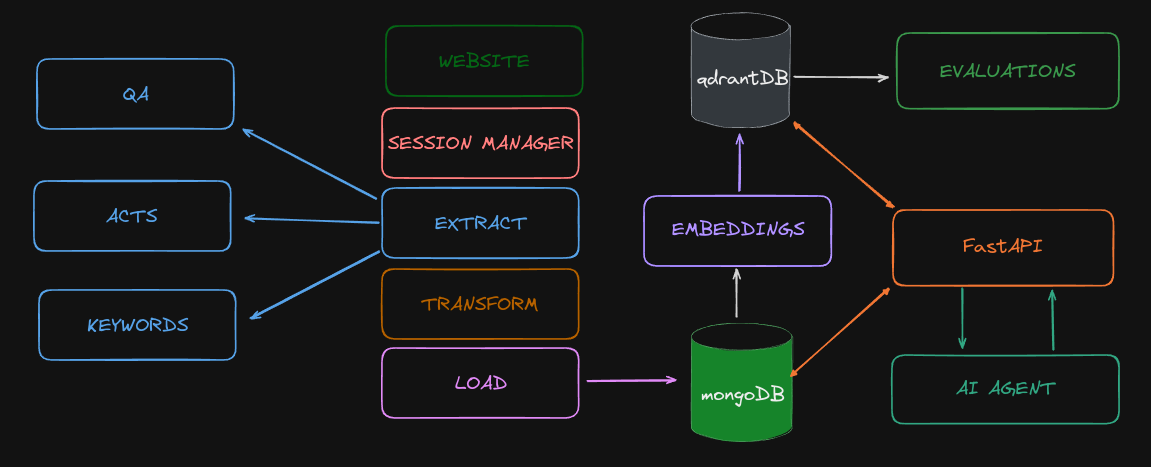 QA
ACTS
KEYWORDS
WEBSITE
SESSION MANAGER
EXTRACT
TRANSFORM
LOAD
qdrantDB
EMBEDDINGS
mongoDB
EVALUATIONS
FastAPI
AI AGENT